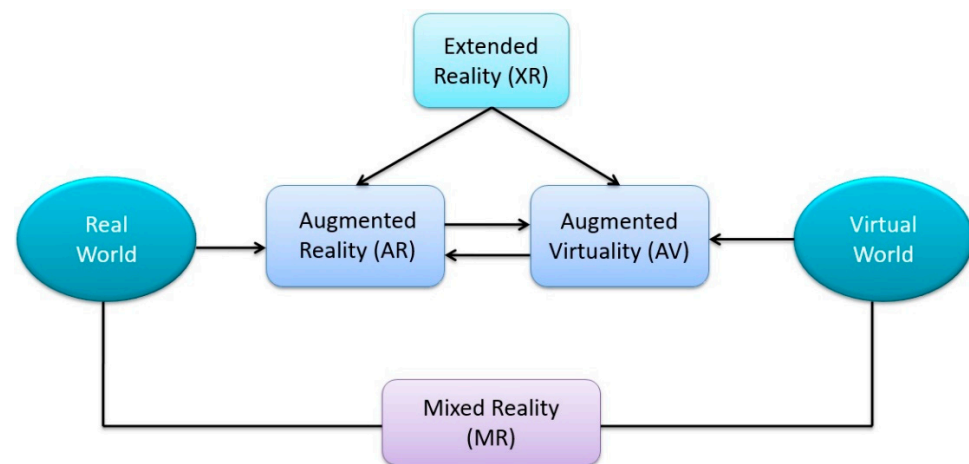 Extended
Reality (XR)
Real
World
Augmented
Reality (AR)
Augmented
Virtuality (AV)
Virtual
World
Mixed Reality
(MR)